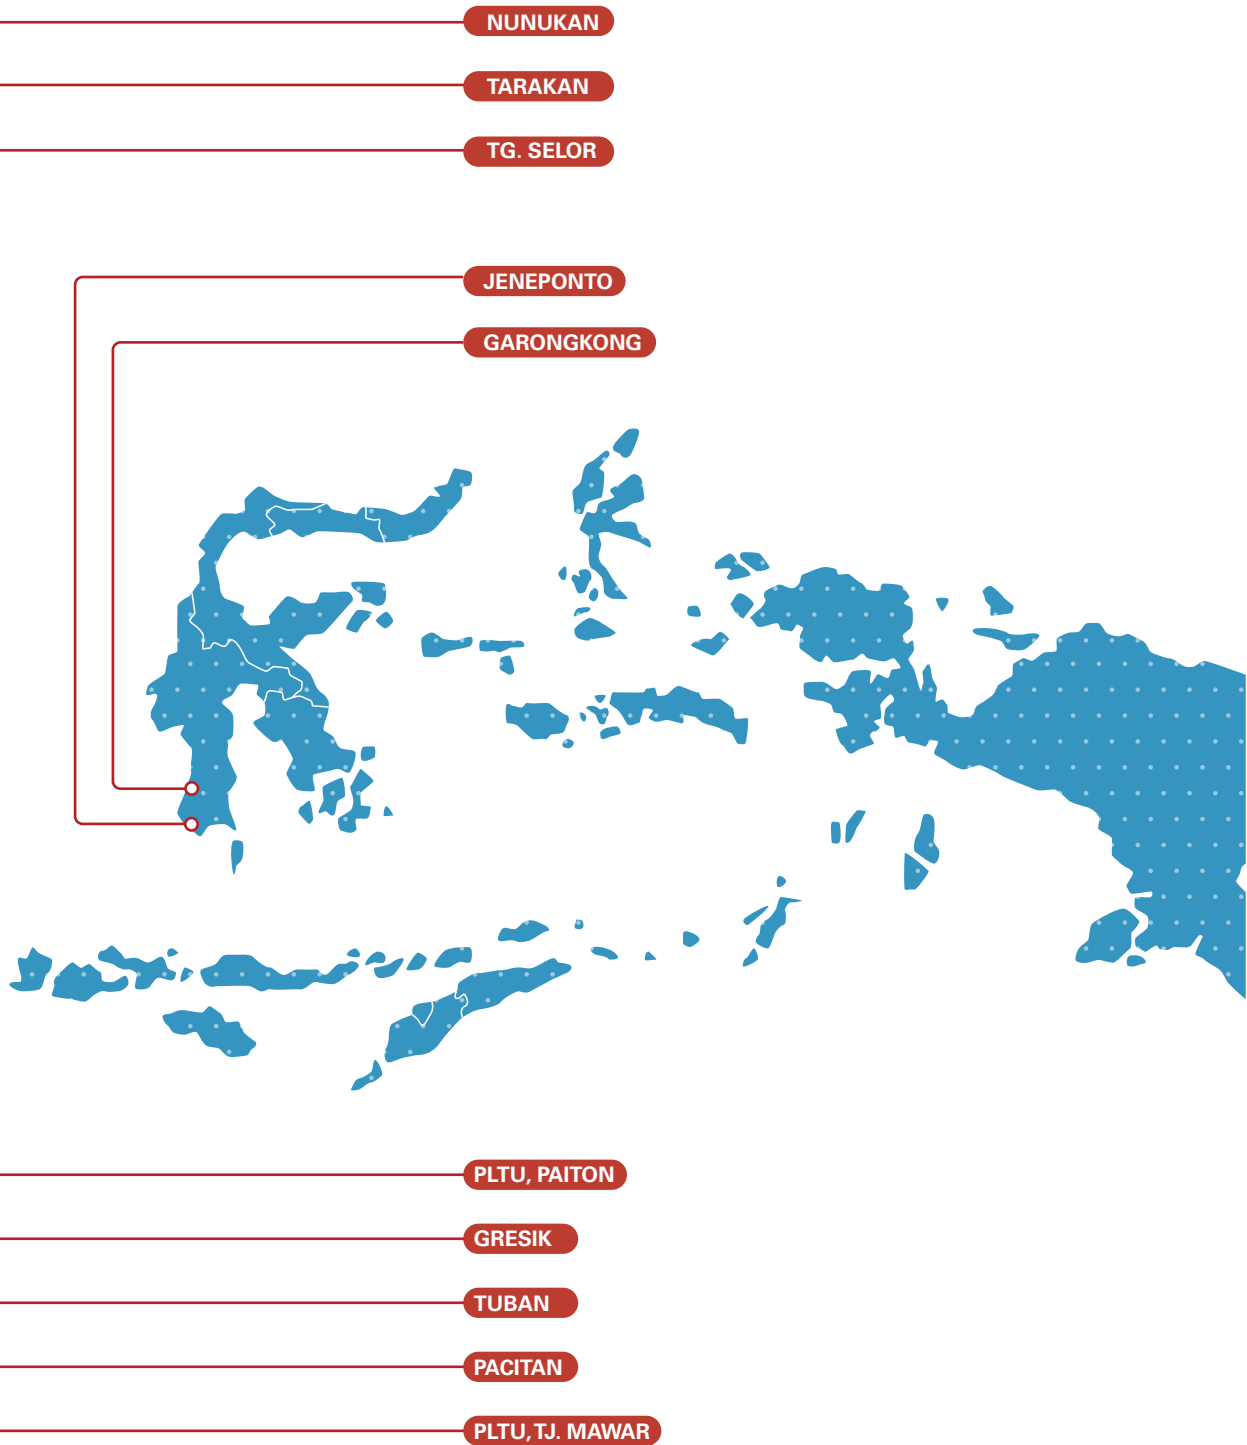 NUNUKAN
TARAKAN
TG. SELOR
JENEPONTO
GARONGKONG
PLTU, PAITON
GRESIK
TUBAN
PACITAN
PLTU, TJ. MAWAR